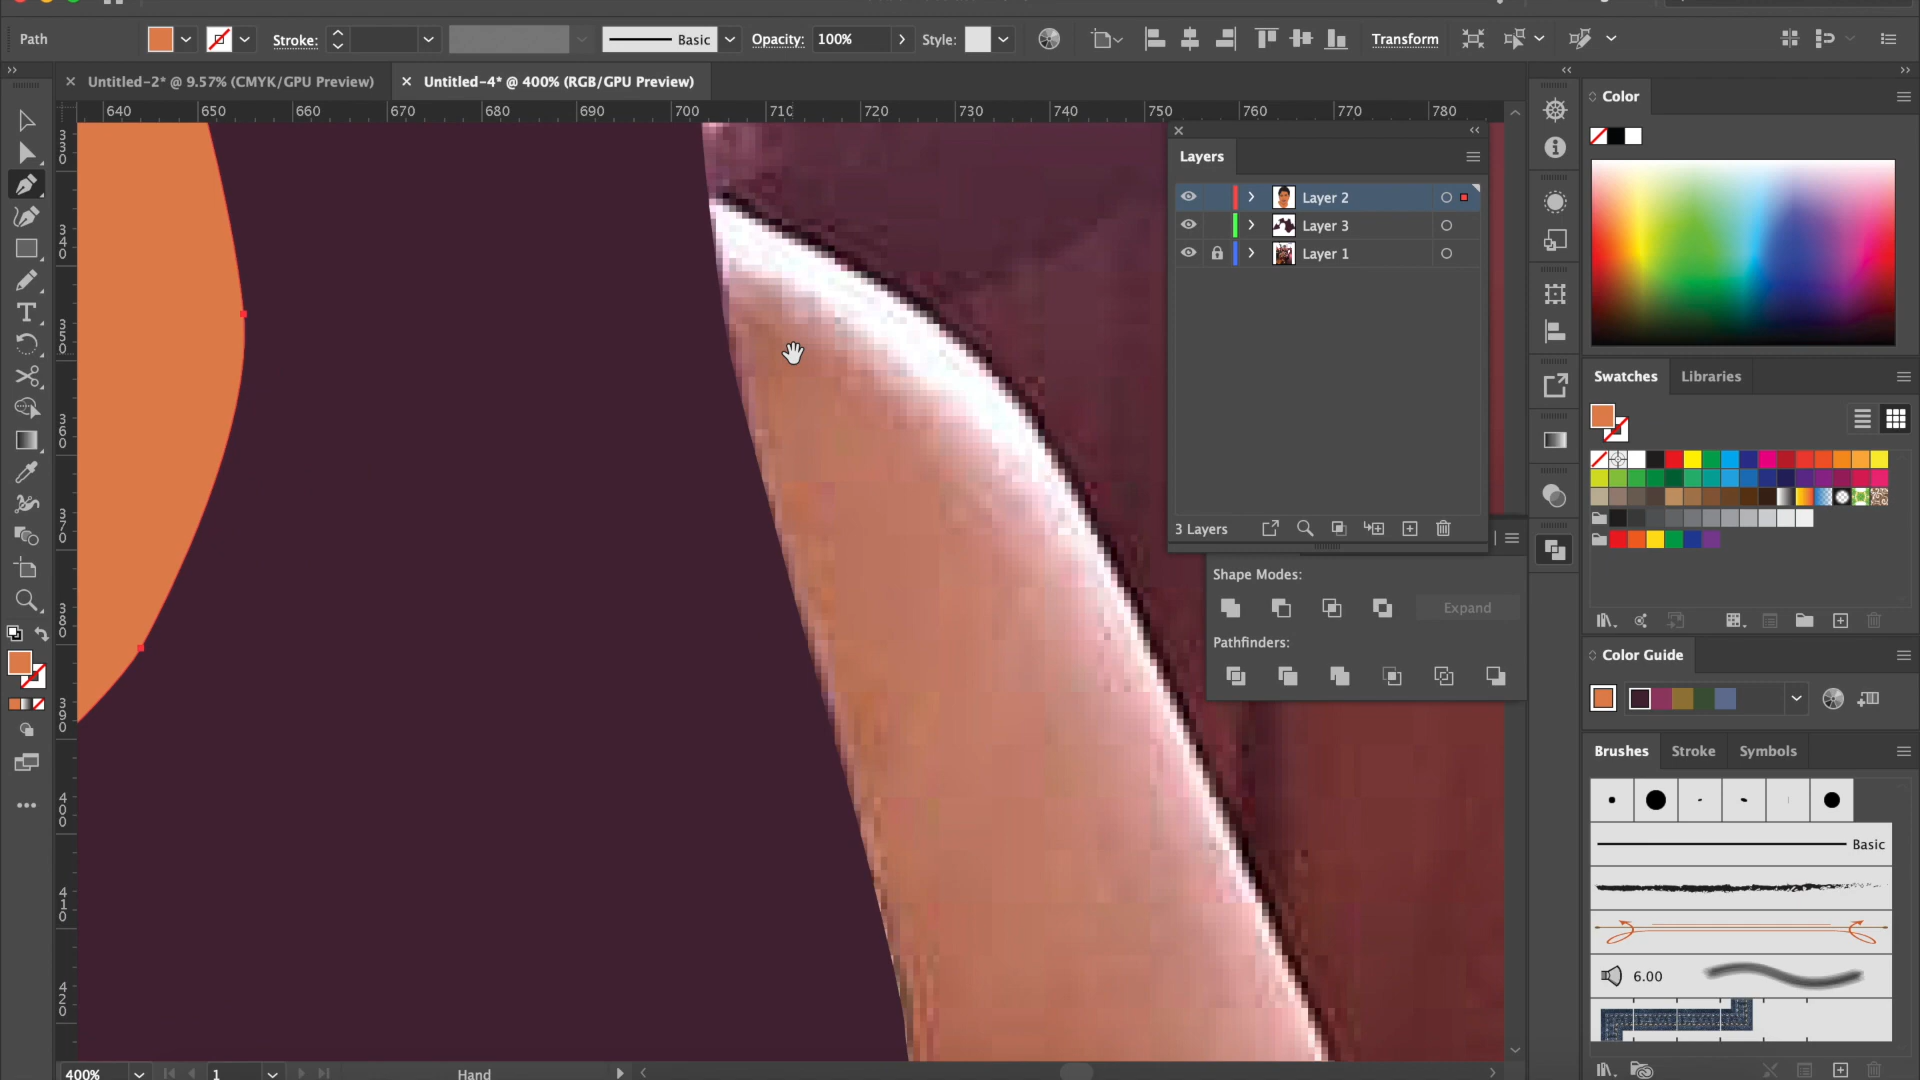 Path
Stroke:
Basic
Opacity: 100%
Style:
Transform
Untitled-2* @ 9.57% (CMYK/GPU Preview)
Untitled-4* @ 400% (RGB/GPU Preview)
640 650 660 670 680 690 700 710 720 730 740 750 760 770 780
330
340
350
360
370
380
390
400
410
420
Layers
Layer 2
Layer 3
Layer 1
3 Layers
Shape Modes:
Expand
Pathfinders:
Color
Swatches Libraries
Color Guide
Brushes Stroke Symbols
Basic
6.00
400% 1 Hand